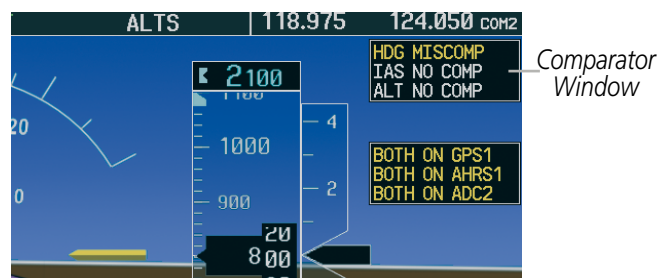 ALTS 118.975 124.050 COM2
HDG MISCOMP
IAS NO COMP
ALT NO COMP
Comparator
Window
2100
1100
4
20
1000
BOTH ON GPS1
BOTH ON AHRS1
BOTH ON ADC2
2
0
900
20
800